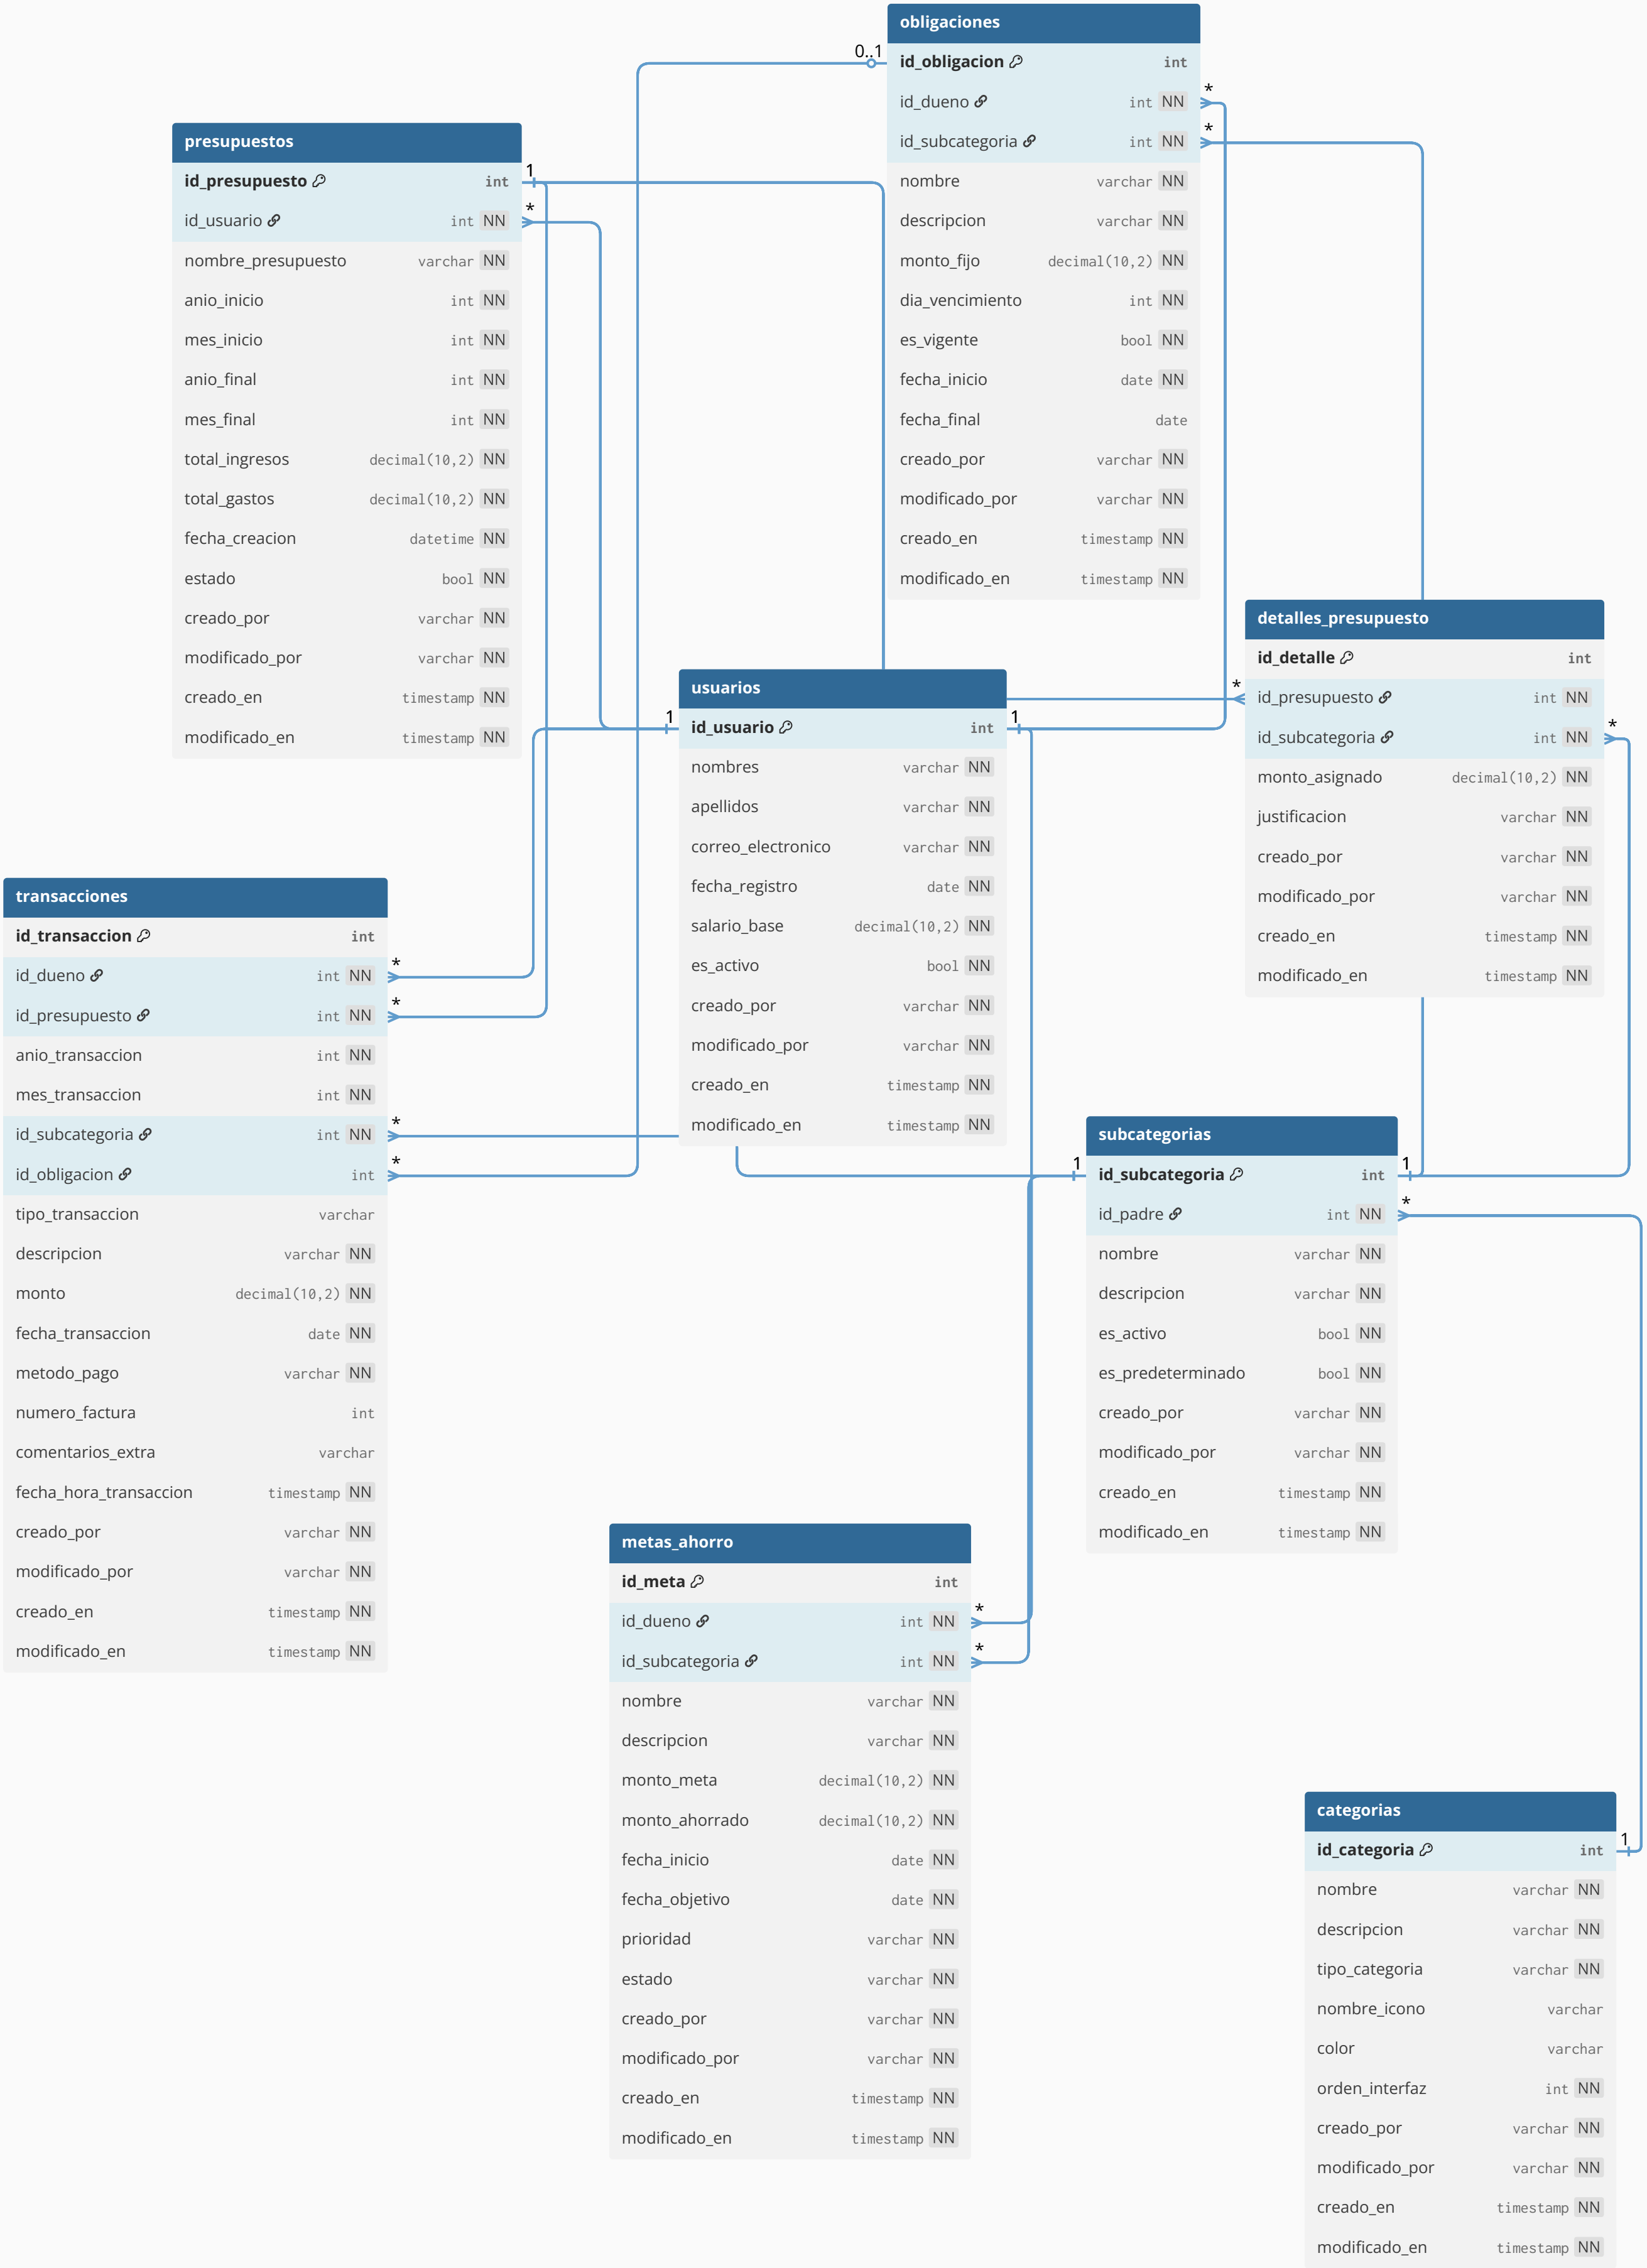 obligaciones
0..1
id_obligacion int
id_dueno int NN
*
id_subcategoria int NN
*
nombre varchar NN
descripcion varchar NN
monto_fijo decimal(10,2) NN
dia_vencimiento int NN
es_vigente bool NN
fecha_inicio date NN
fecha_final date
creado_por varchar NN
modificado_por varchar NN
creado_en timestamp NN
modificado_en timestamp NN
presupuestos
id_presupuesto int
1
id_usuario int NN
*
nombre_presupuesto varchar NN
anio_inicio int NN
mes_inicio int NN
anio_final int NN
mes_final int NN
total_ingresos decimal(10,2) NN
total_gastos decimal(10,2) NN
fecha_creacion datetime NN
estado bool NN
creado_por varchar NN
modificado_por varchar NN
creado_en timestamp NN
modificado_en timestamp NN
detalles_presupuesto
id_detalle int
*
id_presupuesto int NN
id_subcategoria int NN
*
monto_asignado decimal(10,2) NN
justificacion varchar NN
creado_por varchar NN
modificado_por varchar NN
creado_en timestamp NN
modificado_en timestamp NN
usuarios
1
id_usuario int
1
nombres varchar NN
apellidos varchar NN
correo_electronico varchar NN
fecha_registro date NN
salario_base decimal(10,2) NN
es_activo bool NN
creado_por varchar NN
modificado_por varchar NN
creado_en timestamp NN
modificado_en timestamp NN
transacciones
id_transaccion int
id_dueno int NN
*
id_presupuesto int NN
*
anio_transaccion int NN
mes_transaccion int NN
id_subcategoria int NN
*
id_obligacion int
*
tipo_transaccion varchar
descripcion varchar NN
monto decimal(10,2) NN
fecha_transaccion date NN
metodo_pago varchar NN
numero_factura int
comentarios_extra varchar
fecha_hora_transaccion timestamp NN
creado_por varchar NN
modificado_por varchar NN
creado_en timestamp NN
modificado_en timestamp NN
subcategorias
1
id_subcategoria int
1
id_padre int NN
*
nombre varchar NN
descripcion varchar NN
es_activo bool NN
es_predeterminado bool NN
creado_por varchar NN
modificado_por varchar NN
creado_en timestamp NN
modificado_en timestamp NN
metas_ahorro
id_meta int
id_dueno int NN
*
id_subcategoria int NN
*
nombre varchar NN
descripcion varchar NN
monto_meta decimal(10,2) NN
monto_ahorrado decimal(10,2) NN
fecha_inicio date NN
fecha_objetivo date NN
prioridad varchar NN
estado varchar NN
creado_por varchar NN
modificado_por varchar NN
creado_en timestamp NN
modificado_en timestamp NN
categorias
id_categoria int
1
nombre varchar NN
descripcion varchar NN
tipo_categoria varchar NN
nombre_icono varchar
color varchar
orden_interfaz int NN
creado_por varchar NN
modificado_por varchar NN
creado_en timestamp NN
modificado_en timestamp NN